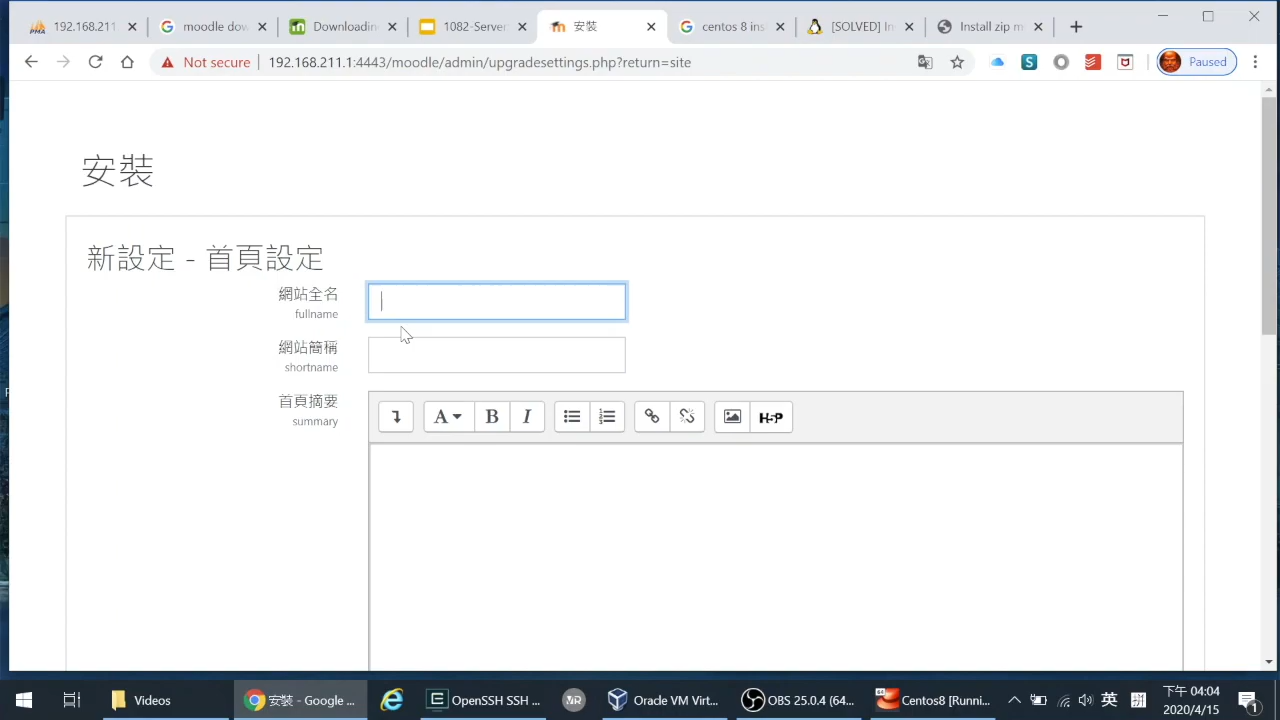 192.168.211
moodle dov
Downloadin
1082-Server
安裝
centos 8 ins
[SOLVED] In
Install zip m
Not secure
192.168.211.1:4443/moodle/admin/upgradesettings.php?return=site
Paused
安裝
新設定 - 首頁設定
網站全名
fullname
網站簡稱
shortname
首頁摘要
summary
A
B
I
H5P
Videos
安裝 - Google ...
OpenSSH SSH ...
Oracle VM Virt...
OBS 25.0.4 (64...
Centos8 [Runni...
英
拼
下午 04:04
2020/4/15
1